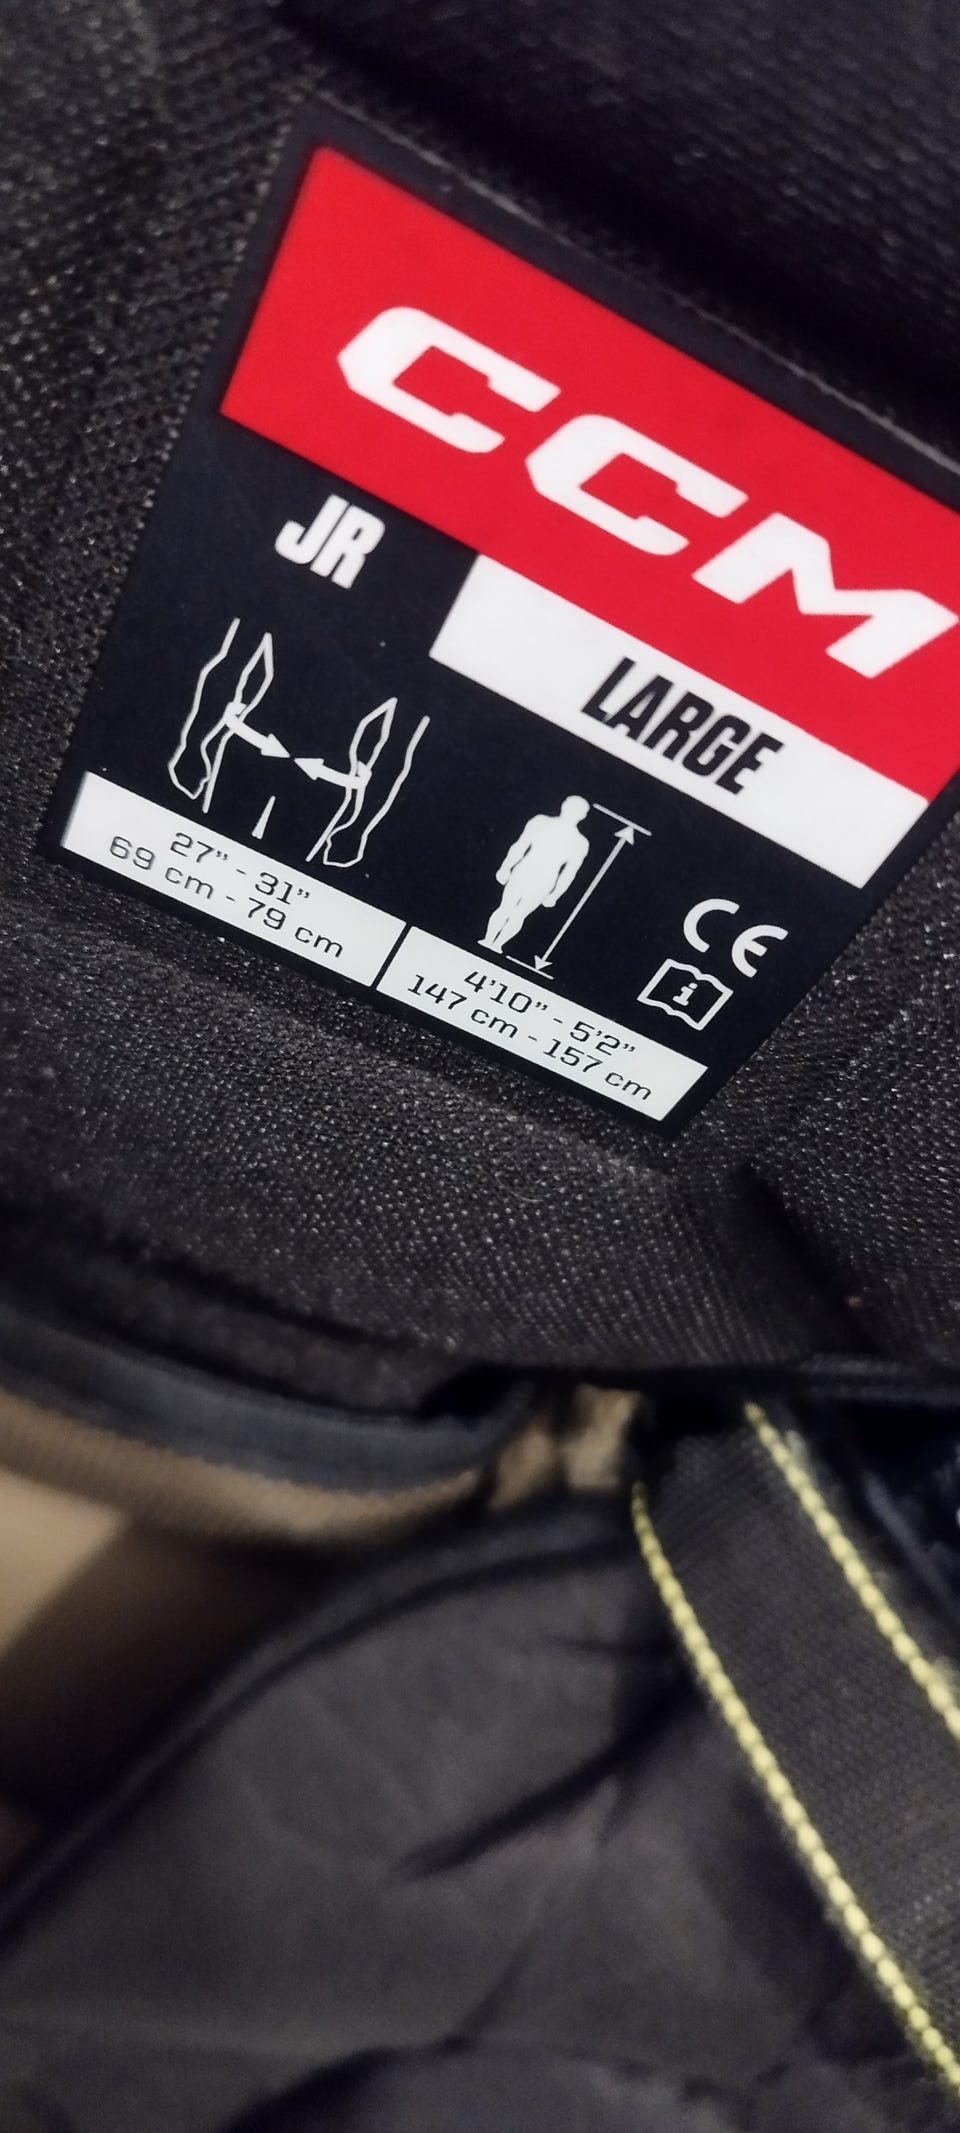 CCM
JR
LARGE
27" - 31"
69 cm - 79 cm
4'10" - 5'2"
147 cm - 157 cm
CE
i